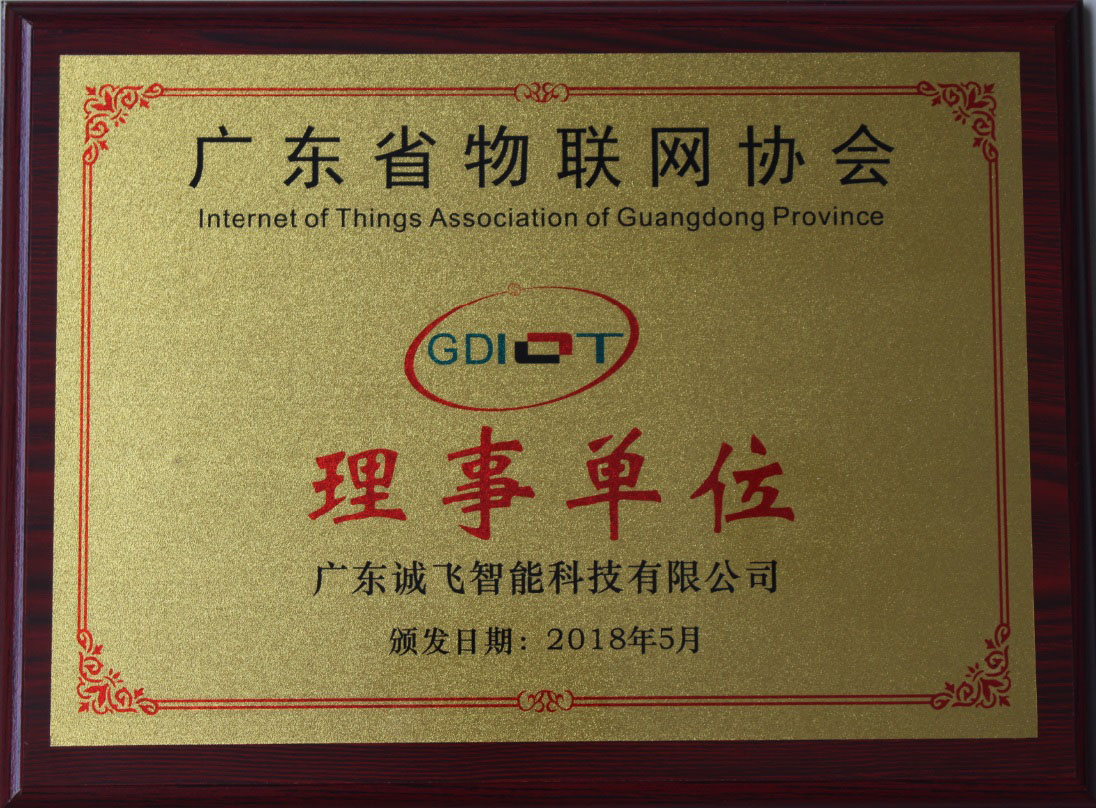 广东省物联网协会
Internet of Things Association of Guangdong Province
GDIOT
理事单位
广东诚飞智能科技有限公司
颁发日期：2018年5月